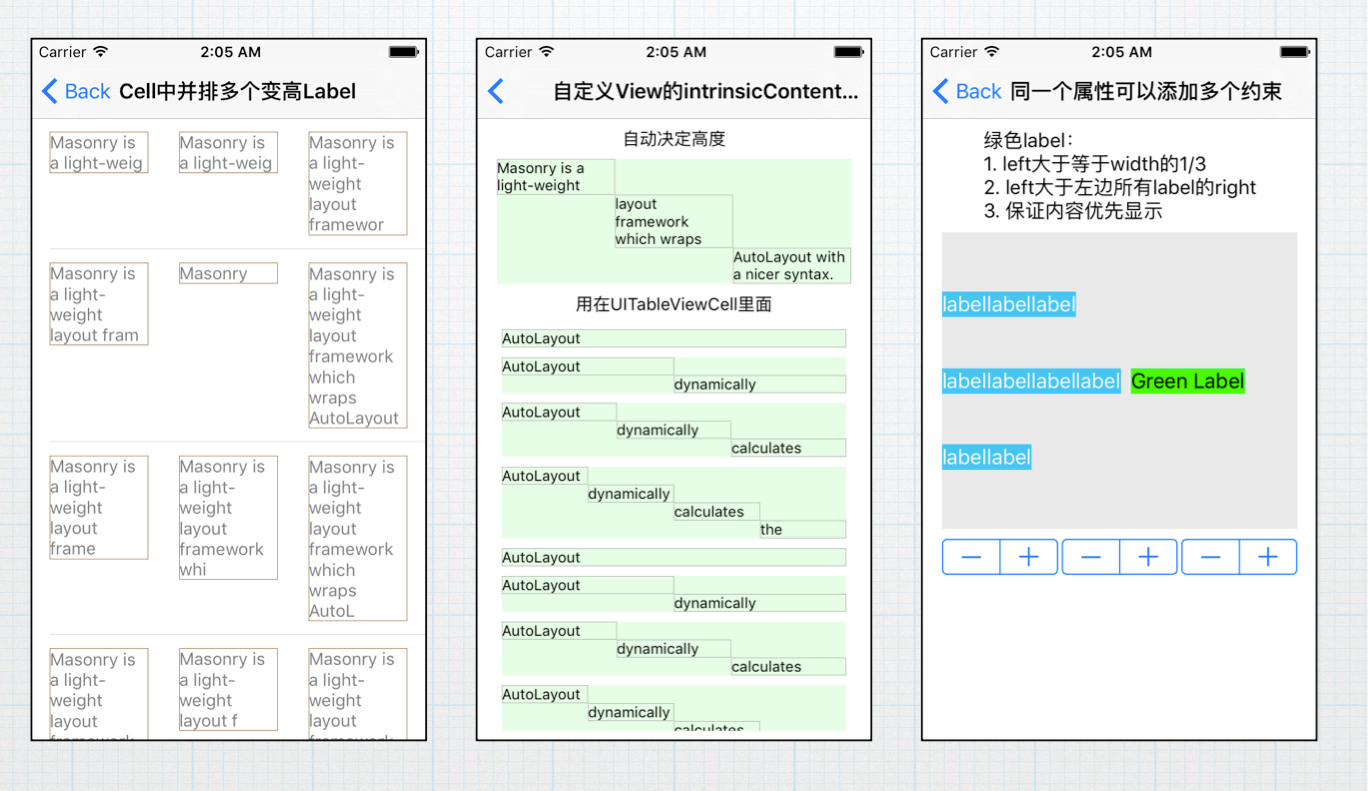 Carrier 2:05 AM
Back Cell中并排多个变高Label
Masonry is
a light-weig
Masonry is
a light-weig
Masonry is
a light-
weight
layout
framewor
Masonry is
a light-
weight
layout fram
Masonry
Masonry is
a light-
weight
layout
framework
which
wraps
AutoLayout
Masonry is
a light-
weight
layout
frame
Masonry is
a light-
weight
layout
framework
whi
Masonry is
a light-
weight
layout
framework
which
wraps
AutoL
Masonry is
a light-
weight
layout
framework
Masonry is
a light-
weight
layout f
Masonry is
a light-
weight
layout
framework
Carrier 2:05 AM
自定义View的intrinsicContent...
自动决定高度
Masonry is a
light-weight
layout
framework
which wraps
AutoLayout with
a nicer syntax.
用在UITableViewCell里面
AutoLayout
AutoLayout
dynamically
AutoLayout
dynamically
calculates
AutoLayout
dynamically
calculates
the
AutoLayout
AutoLayout
dynamically
AutoLayout
dynamically
calculates
AutoLayout
dynamically
calculates
Carrier 2:05 AM
Back 同一个属性可以添加多个约束
绿色label：
1. left大于等于width的1/3
2. left大于左边所有label的right
3. 保证内容优先显示
labellabellabel
labellabellabellabel Green Label
labellabel
− + − + − +